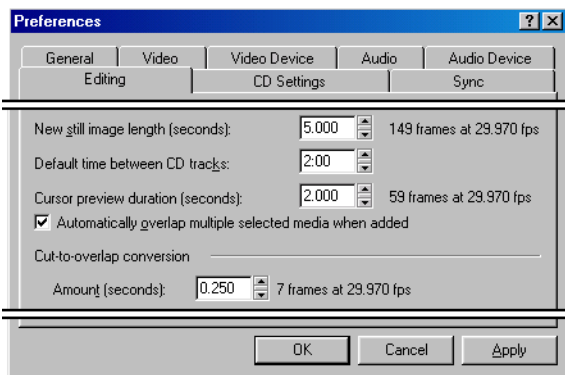 Preferences
General Video Video Device Audio Audio Device
Editing CD Settings Sync
New still image length (seconds): 5.000 149 frames at 29.970 fps
Default time between CD tracks: 2:00
Cursor preview duration (seconds): 2.000 59 frames at 29.970 fps
Automatically overlap multiple selected media when added
Cut-to-overlap conversion
Amount (seconds): 0.250 7 frames at 29.970 fps
OK Cancel Apply